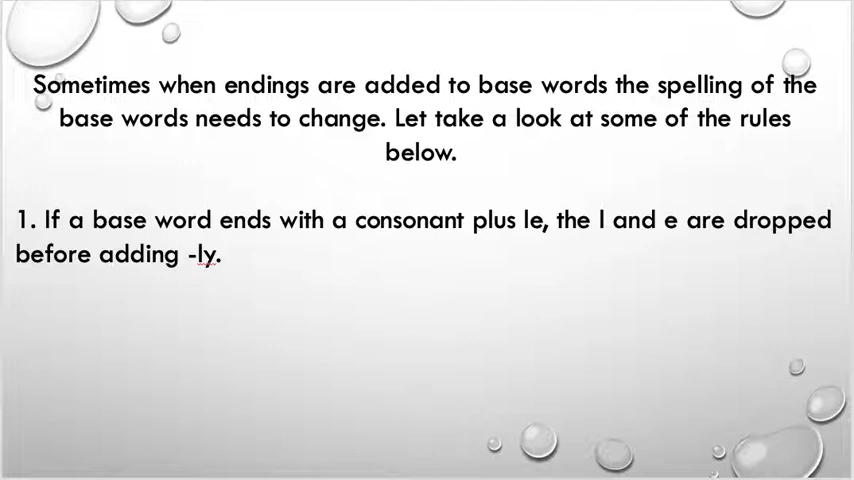 Sometimes when endings are added to base words the spelling of the
base words needs to change. Let take a look at some of the rules
below.
1. If a base word ends with a consonant plus le, the l and e are dropped
before adding -ly.